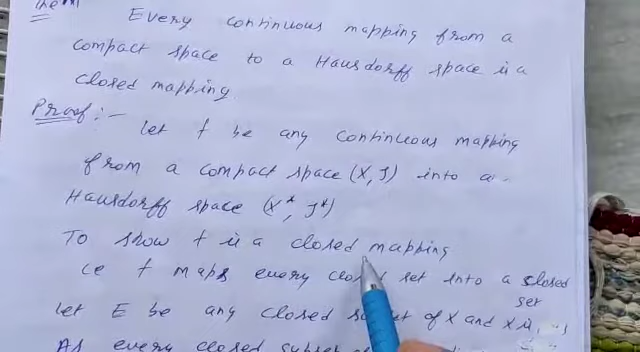 Thm
Every continuous mapping from a
compact space to a Hausdorff space is a
closed mapping.
Proof:-
Let f be any continuous mapping
from a compact space (X, J) into a
Hausdorff space (X*, J*)
To show f is a closed mapping
ie f maps every closed set into a closed
set
Let E be any closed of X and X is
As every closed subset